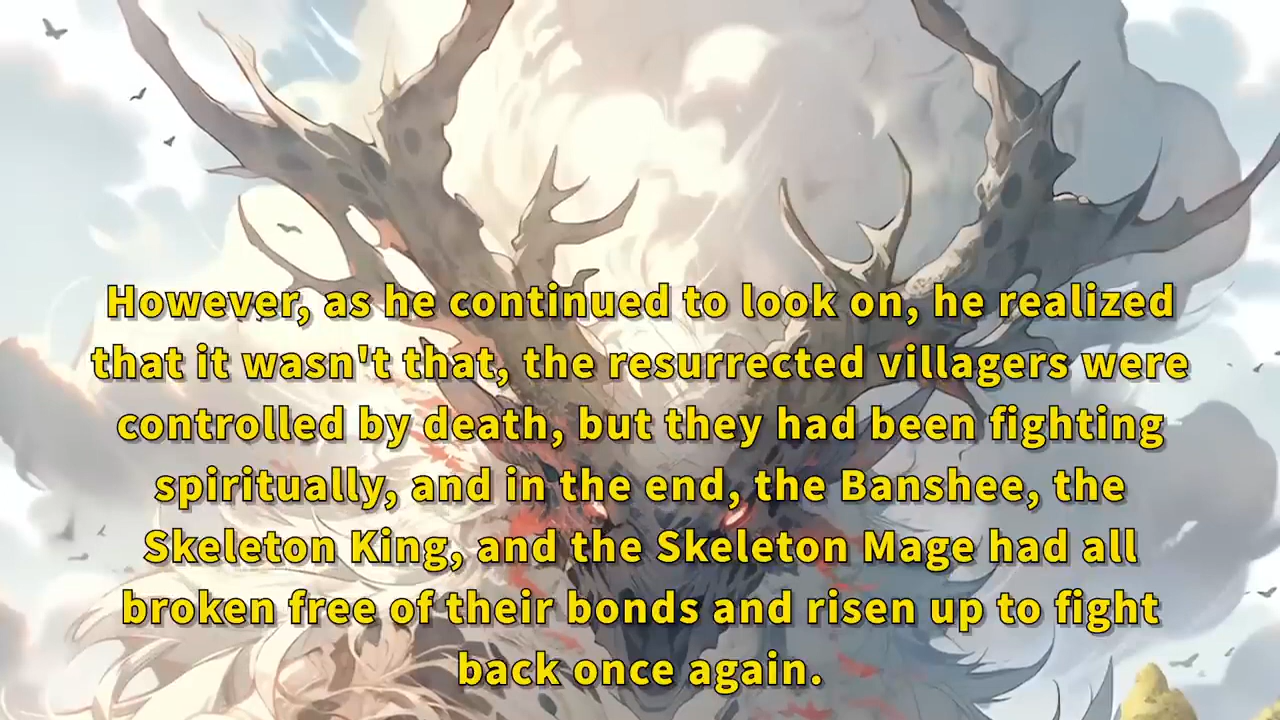 However, as he continued to look on, he realized
that it wasn't that, the resurrected villagers were
controlled by death, but they had been fighting
spiritually, and in the end, the Banshee, the
Skeleton King, and the Skeleton Mage had all
broken free of their bonds and risen up to fight
back once again.